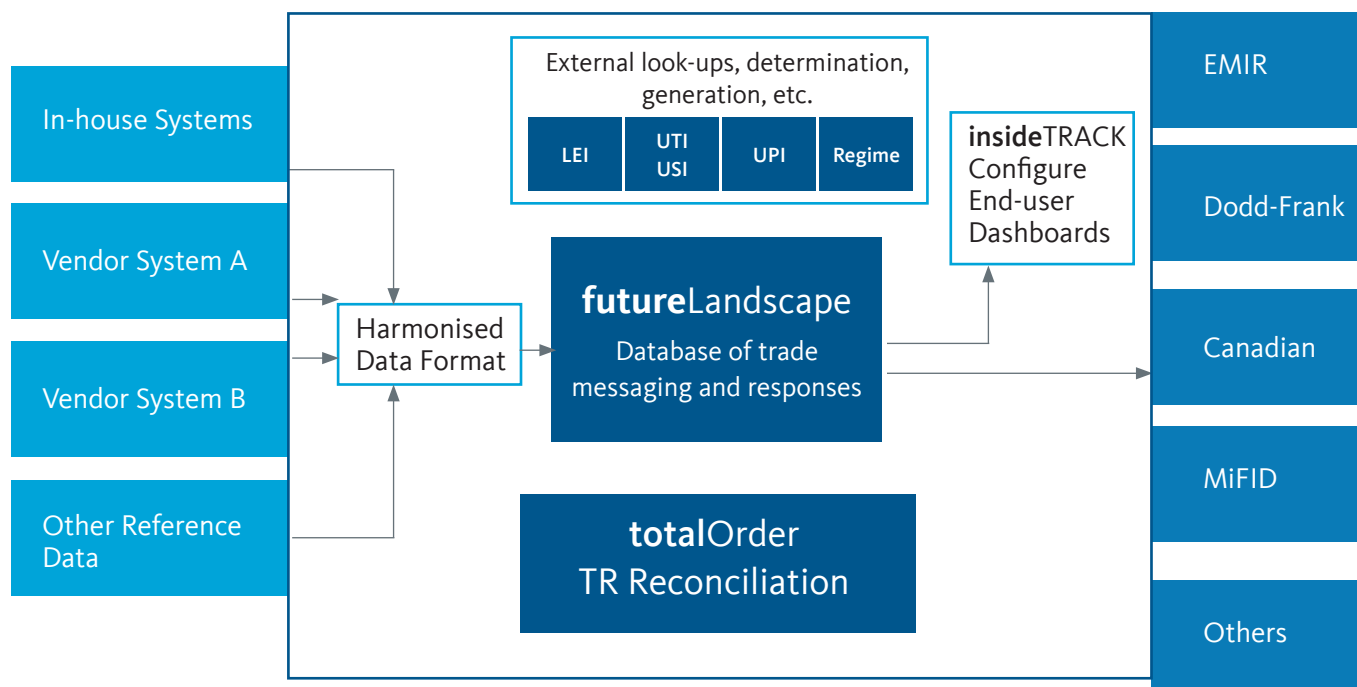 In-house Systems
Vendor System A
Vendor System B
Other Reference
Data
Harmonised
Data Format
External look-ups, determination,
generation, etc.
LEI
UTI
USI
UPI
Regime
futureLandscape
Database of trade
messaging and responses
totalOrder
TR Reconciliation
insideTRACK
Configure
End-user
Dashboards
EMIR
Dodd-Frank
Canadian
MiFID
Others